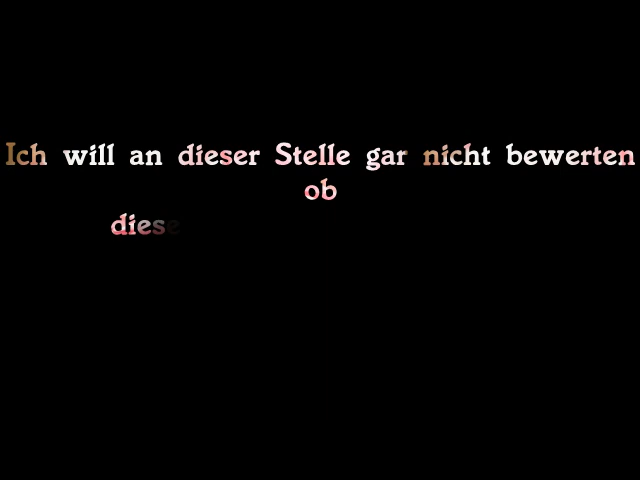 Ich will an dieser Stelle gar nicht bewerten
ob
diese